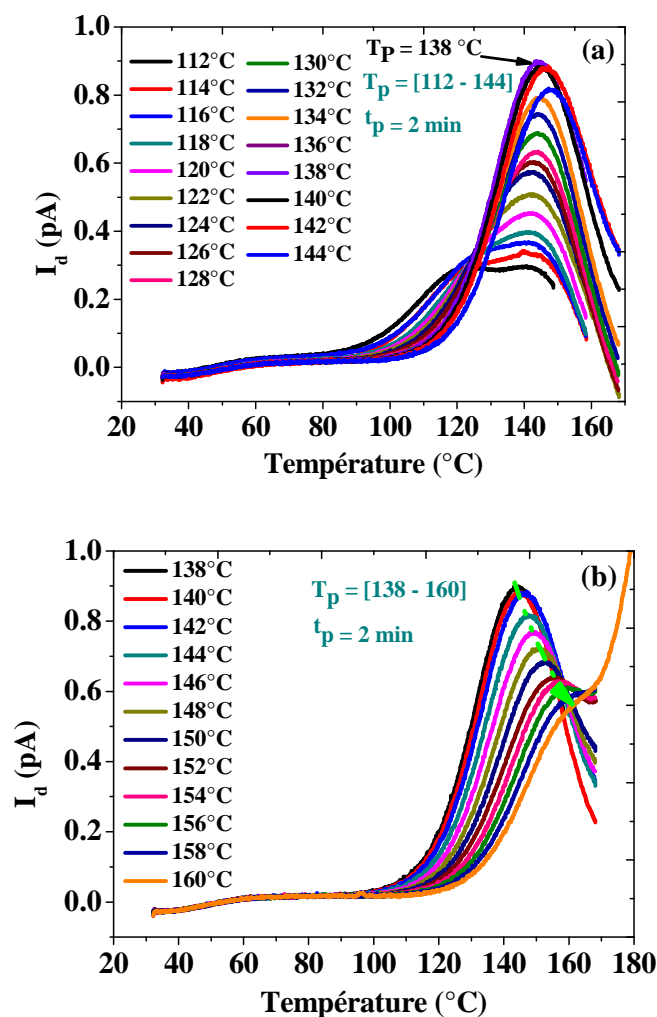 1.0
0.8
0.6
0.4
0.2
0.0
I_d (pA)
112°C
114°C
116°C
118°C
120°C
122°C
124°C
126°C
128°C
130°C
132°C
134°C
136°C
138°C
140°C
142°C
144°C
T_P = 138 °C
(a)
T_p = [112 - 144]
t_p = 2 min
20 40 60 80 100 120 140 160
Température (°C)
1.0
0.8
0.6
0.4
0.2
0.0
I_d (pA)
138°C
140°C
142°C
144°C
146°C
148°C
150°C
152°C
154°C
156°C
158°C
160°C
T_p = [138 - 160]
t_p = 2 min
(b)
20 40 60 80 100 120 140 160 180
Température (°C)